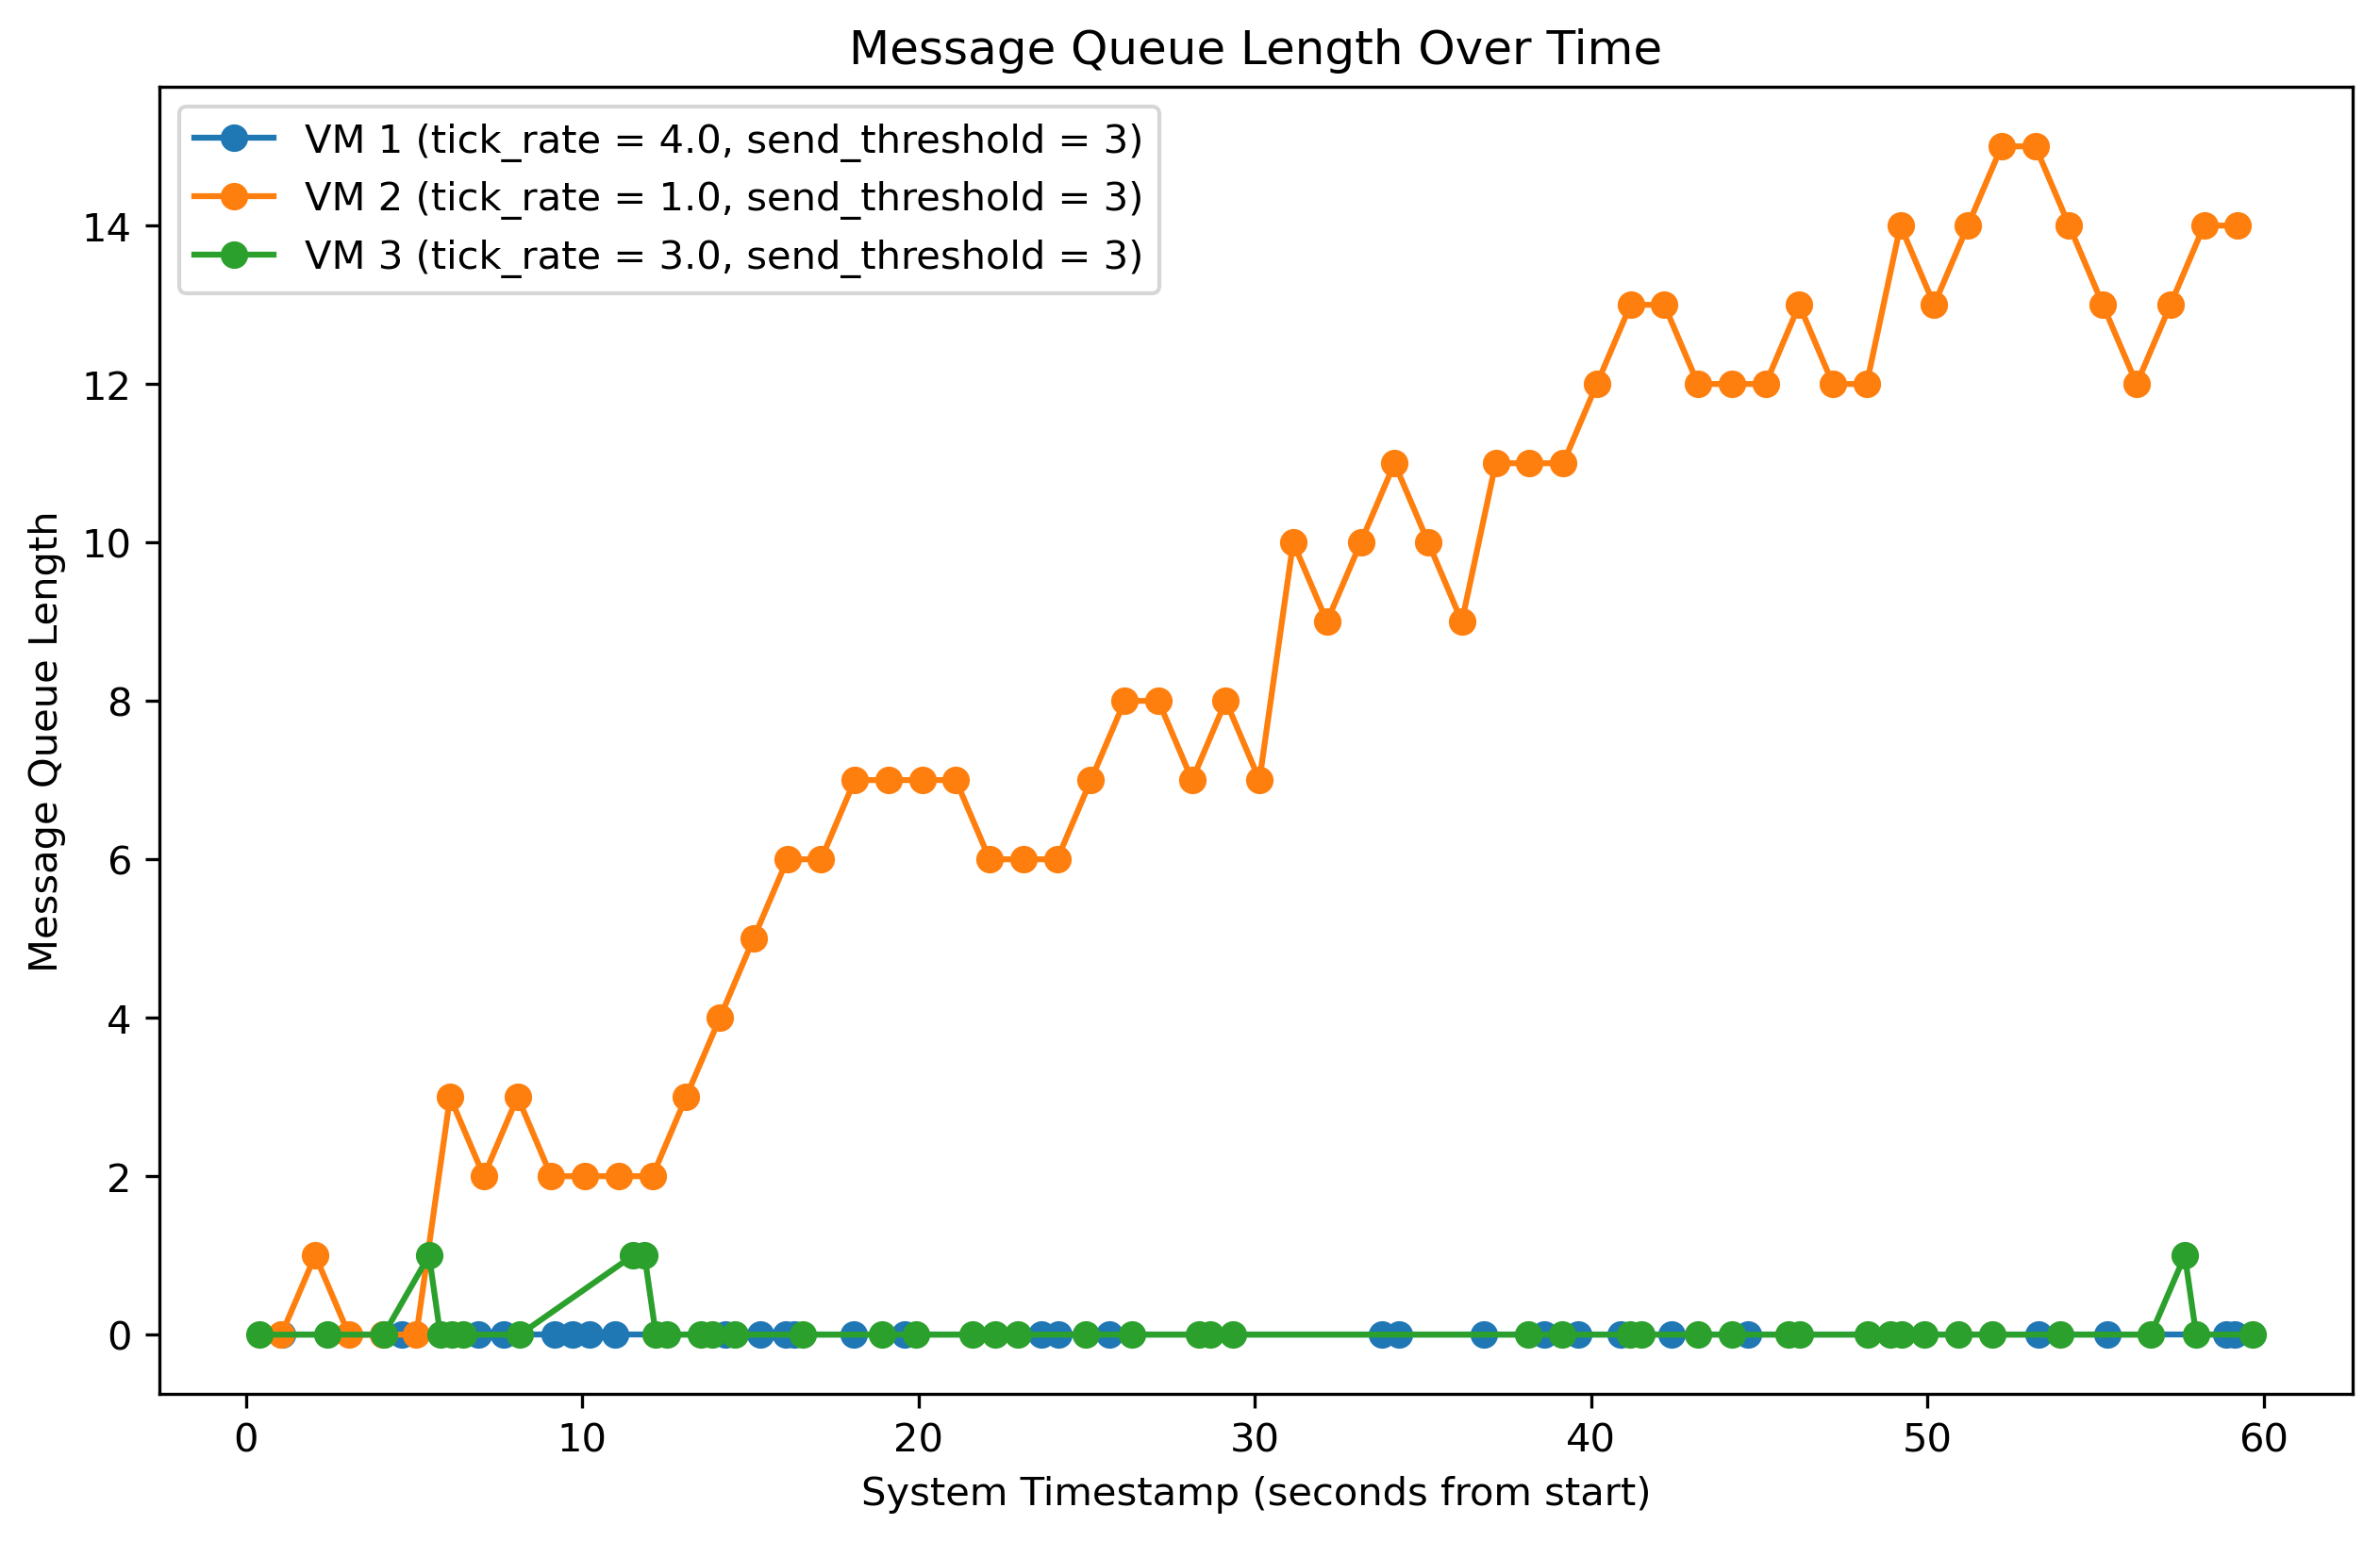 Message Queue Length Over Time
VM 1 (tick_rate = 4.0, send_threshold = 3)
VM 2 (tick_rate = 1.0, send_threshold = 3)
VM 3 (tick_rate = 3.0, send_threshold = 3)
Message Queue Length
14
12
10
8
6
4
2
0
0 10 20 30 40 50 60
System Timestamp (seconds from start)